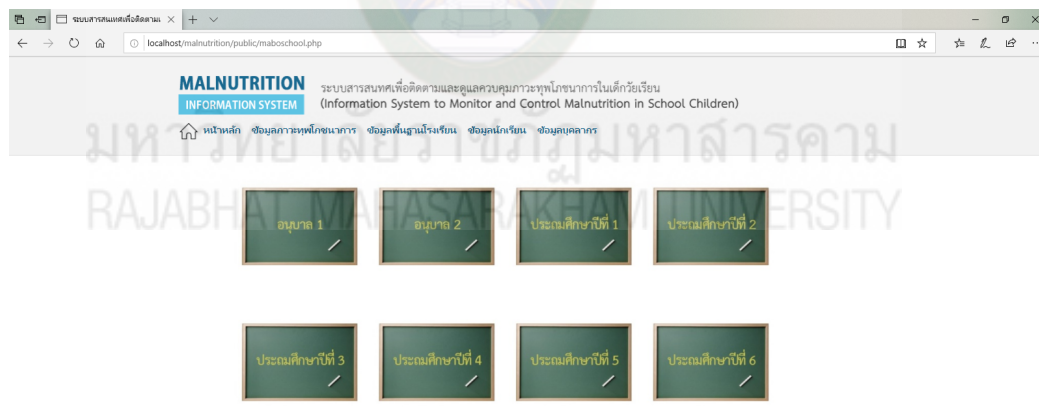 ระบบสารสนเทศเพื่อติดตามแ
localhost/malnutrition/public/maboschool.php
MALNUTRITION
INFORMATION SYSTEM
ระบบสารสนทศเพื่อติดตามและดูแลควบคุมภาวะทุพโภชนาการในเด็กวัยเรียน
(Information System to Monitor and Control Malnutrition in School Children)
หน้าหลัก ข้อมูลภาวะทุพโภชนาการ ข้อมูลพื้นฐานโรงเรียน ข้อมูลนักเรียน ข้อมูลบุคลากร
มหาวิทยาลัยราชภัฏมหาสารคาม
RAJABHAT MAHASARAKHAM UNIVERSITY
อนุบาล 1 อนุบาล 2 ประถมศึกษาปีที่ 1 ประถมศึกษาปีที่ 2
ประถมศึกษาปีที่ 3 ประถมศึกษาปีที่ 4 ประถมศึกษาปีที่ 5 ประถมศึกษาปีที่ 6